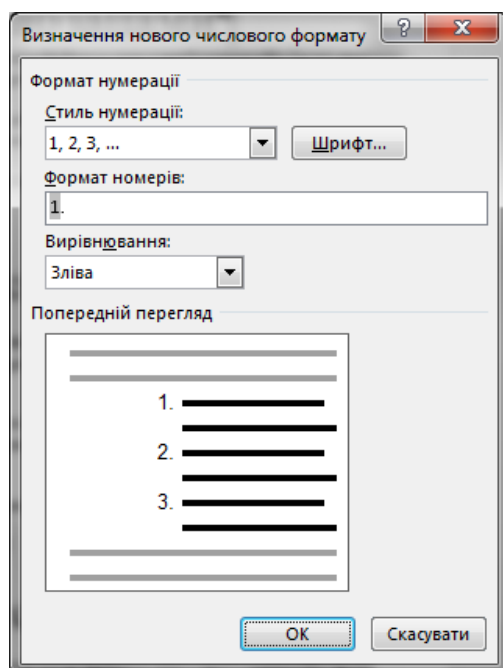 Визначення нового числового формату
Формат нумерації
Стиль нумерації:
1, 2, 3, ...
Шрифт...
Формат номерів:
1.
Вирівнювання:
Зліва
Попередній перегляд
1.
2.
3.
ОК Скасувати